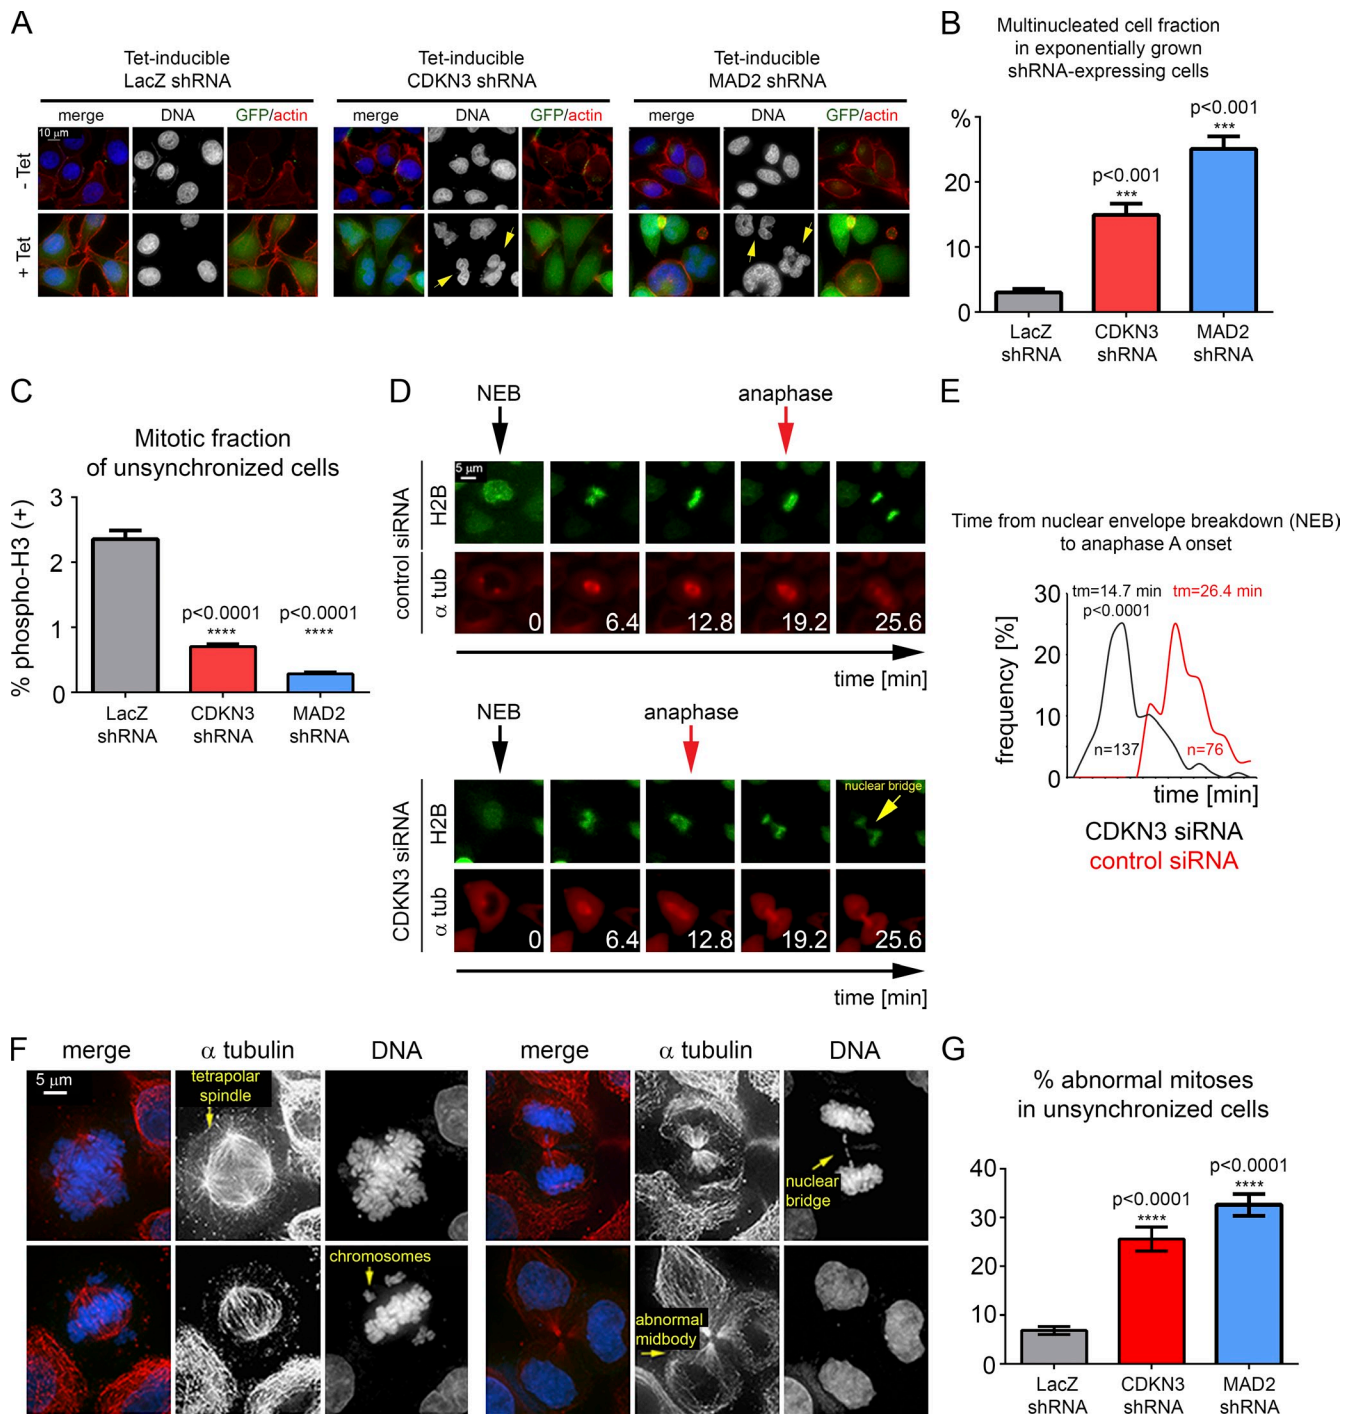 A
Tet-inducible
LacZ shRNA
Tet-inducible
CDKN3 shRNA
Tet-inducible
MAD2 shRNA
merge DNA GFP/actin merge DNA GFP/actin merge DNA GFP/actin
10 μm
- Tet
+ Tet
B
Multinucleated cell fraction
in exponentially grown
shRNA-expressing cells
%
20
10
0
p<0.001
***
p<0.001
***
LacZ
shRNA
CDKN3
shRNA
MAD2
shRNA
C
Mitotic fraction
of unsynchronized cells
% phospho-H3 (+)
3
2
1
0
p<0.0001
****
p<0.0001
****
LacZ
shRNA
CDKN3
shRNA
MAD2
shRNA
D
NEB
anaphase
control siRNA
H2B
5 μm
α tub
0 6.4 12.8 19.2 25.6
time [min]
NEB
anaphase
CDKN3 siRNA
H2B
nuclear bridge
α tub
0 6.4 12.8 19.2 25.6
time [min]
E
Time from nuclear envelope breakdown (NEB)
to anaphase A onset
frequency [%]
30
20
10
0
tm=14.7 min
p<0.0001
tm=26.4 min
n=137
n=76
time [min]
CDKN3 siRNA
control siRNA
F
merge α tubulin DNA merge α tubulin DNA
5 μm
tetrapolar
spindle
nuclear
bridge
chromosomes
abnormal
midbody
G
% abnormal mitoses
in unsynchronized cells
40
30
20
10
0
p<0.0001
****
p<0.0001
****
LacZ
shRNA
CDKN3
shRNA
MAD2
shRNA